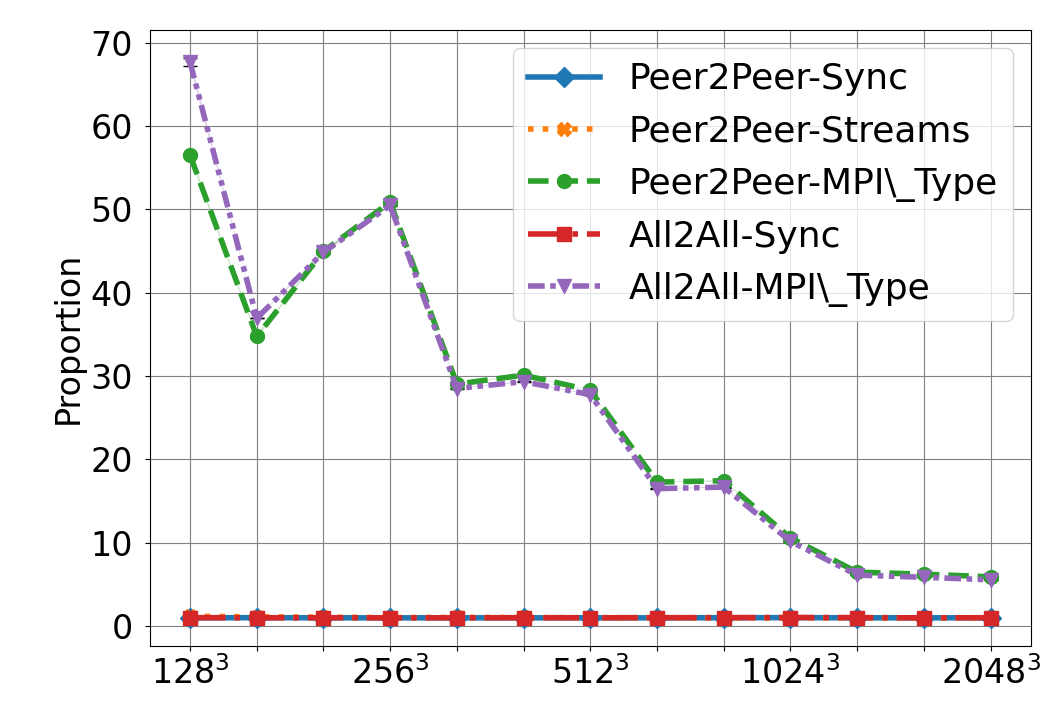 70
60
50
40
30
20
10
0
Proportion
Peer2Peer-Sync
Peer2Peer-Streams
Peer2Peer-MPI\_Type
All2All-Sync
All2All-MPI\_Type
128³ 256³ 512³ 1024³ 2048³